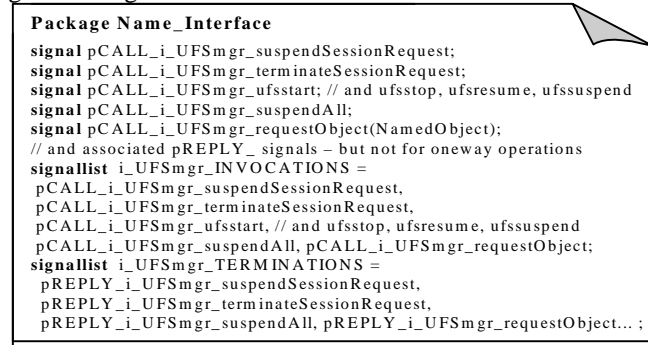 Package Name_Interface
signal pCALL_i_UFSmgr_suspendSessionRequest;
signal pCALL_i_UFSmgr_terminateSessionRequest;
signal pCALL_i_UFSmgr_ufsstart; // and ufsstop, ufsresume, ufssuspend
signal pCALL_i_UFSmgr_suspendAll;
signal pCALL_i_UFSmgr_requestObject(NamedObject);
// and associated pREPLY_ signals – but not for oneway operations
signallist i_UFSmgr_INVOCATIONS =
pCALL_i_UFSmgr_suspendSessionRequest,
pCALL_i_UFSmgr_terminateSessionRequest,
pCALL_i_UFSmgr_ufsstart, // and ufsstop, ufsresume, ufssuspend
pCALL_i_UFSmgr_suspendAll, pCALL_i_UFSmgr_requestObject;
signallist i_UFSmgr_TERMINATIONS =
pREPLY_i_UFSmgr_suspendSessionRequest,
pREPLY_i_UFSmgr_terminateSessionRequest,
pREPLY_i_UFSmgr_suspendAll, pREPLY_i_UFSmgr_requestObject... ;